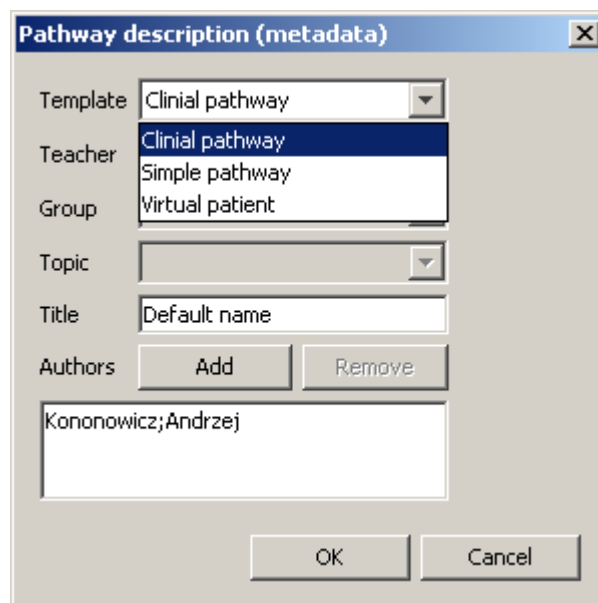 Pathway description (metadata)
Template Clinial pathway
Clinial pathway
Teacher
Simple pathway
Virtual patient
Group
Topic
Title Default name
Authors Add Remove
Kononowicz;Andrzej
OK Cancel